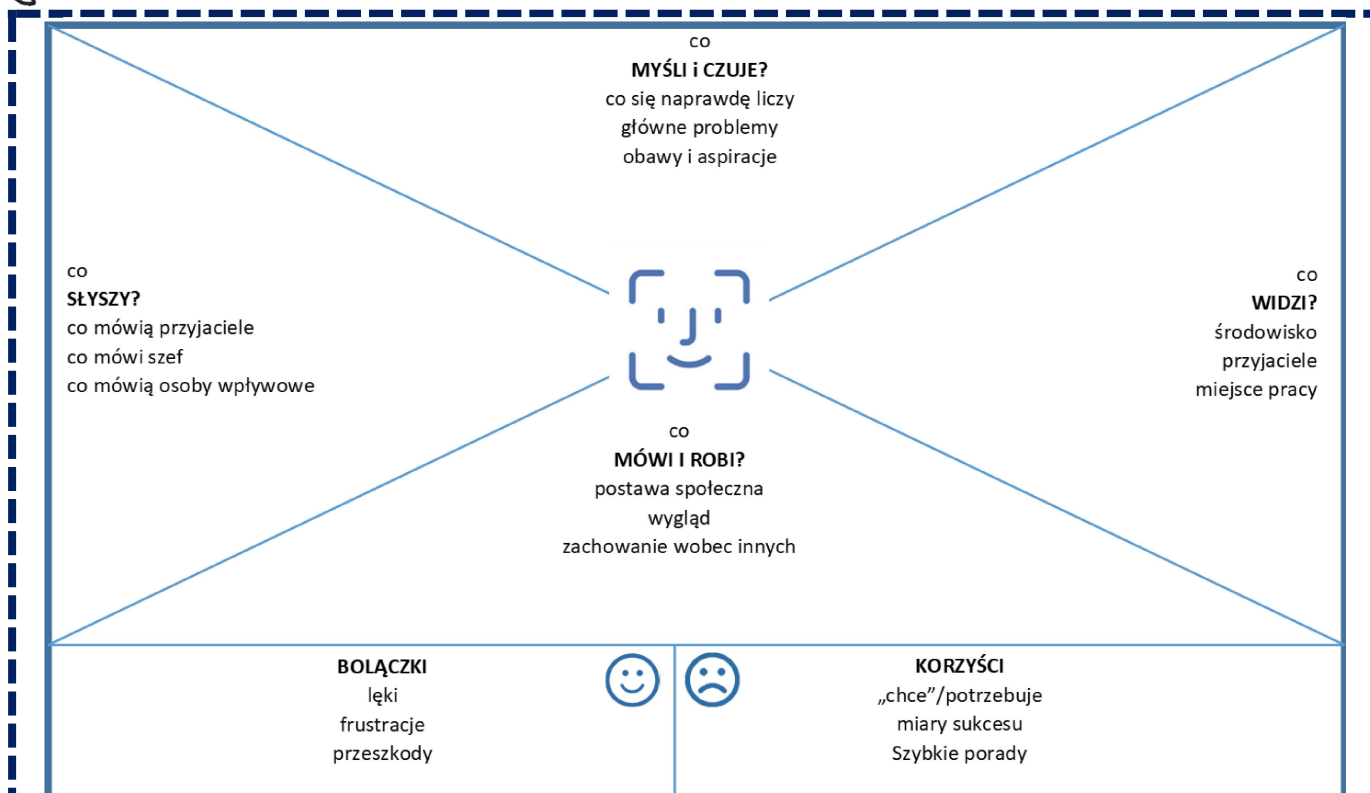 co
MYŚLI i CZUJE?
co się naprawdę liczy
główne problemy
obawy i aspiracje
co
SŁYSZY?
co mówią przyjaciele
co mówi szef
co mówią osoby wpływowe
co
WIDZI?
środowisko
przyjaciele
miejsce pracy
co
MÓWI I ROBI?
postawa społeczna
wygląd
zachowanie wobec innych
BOLĄCZKI
lęki
frustracje
przeszkody
KORZYŚCI
„chce”/potrzebuje
miary sukcesu
Szybkie porady